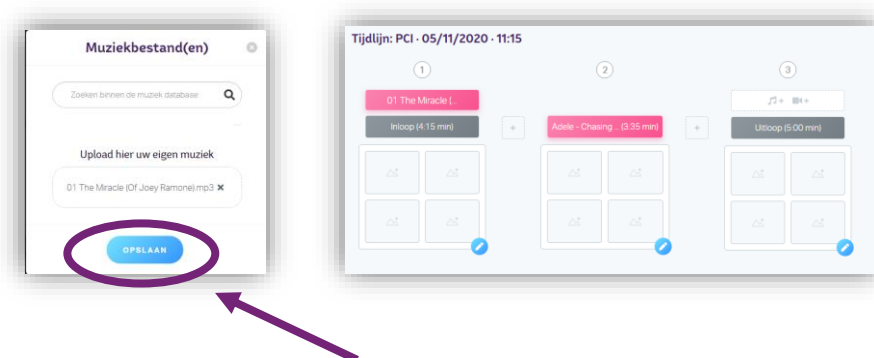 Muziekbestand(en)
Zoeken binnen de muziek database
Upload hier uw eigen muziek
01 The Miracle (Of Joey Ramone).mp3 ×
OPSLAAN
Tijdlijn: PCI · 05/11/2020 · 11:15
1
2
3
01 The Miracle (...
Inloop (4:15 min)
+
Adele - Chasing ... (3.35 min)
+
Uitloop (5:00 min)